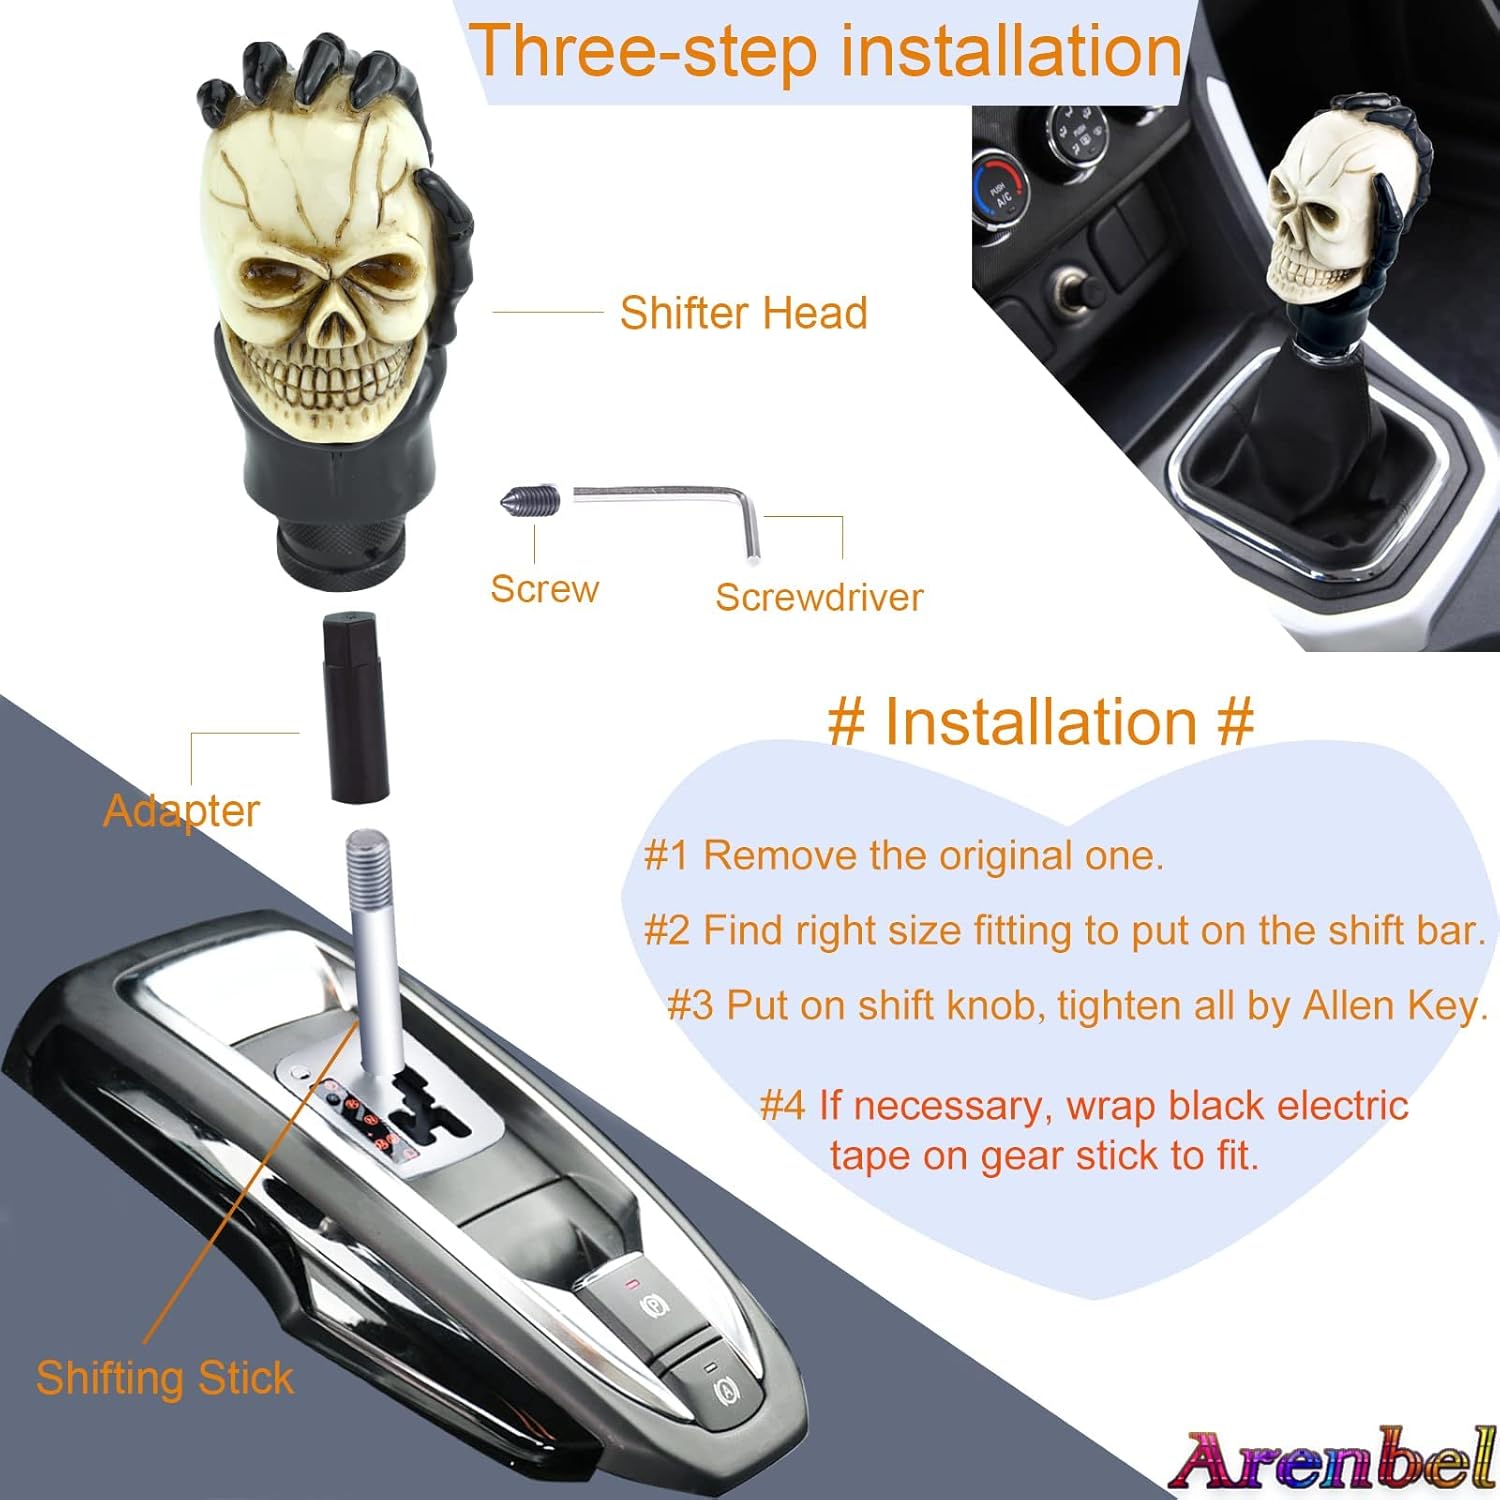 Three-step installation
Shifter Head
PUSH
PUSH
A/C
Screw
Screwdriver
Adapter
# Installation #
#1 Remove the original one.
#2 Find right size fitting to put on the shift bar.
#3 Put on shift knob, tighten all by Allen Key.
#4 If necessary, wrap black electric
tape on gear stick to fit.
P
A
Shifting Stick
Arenbel